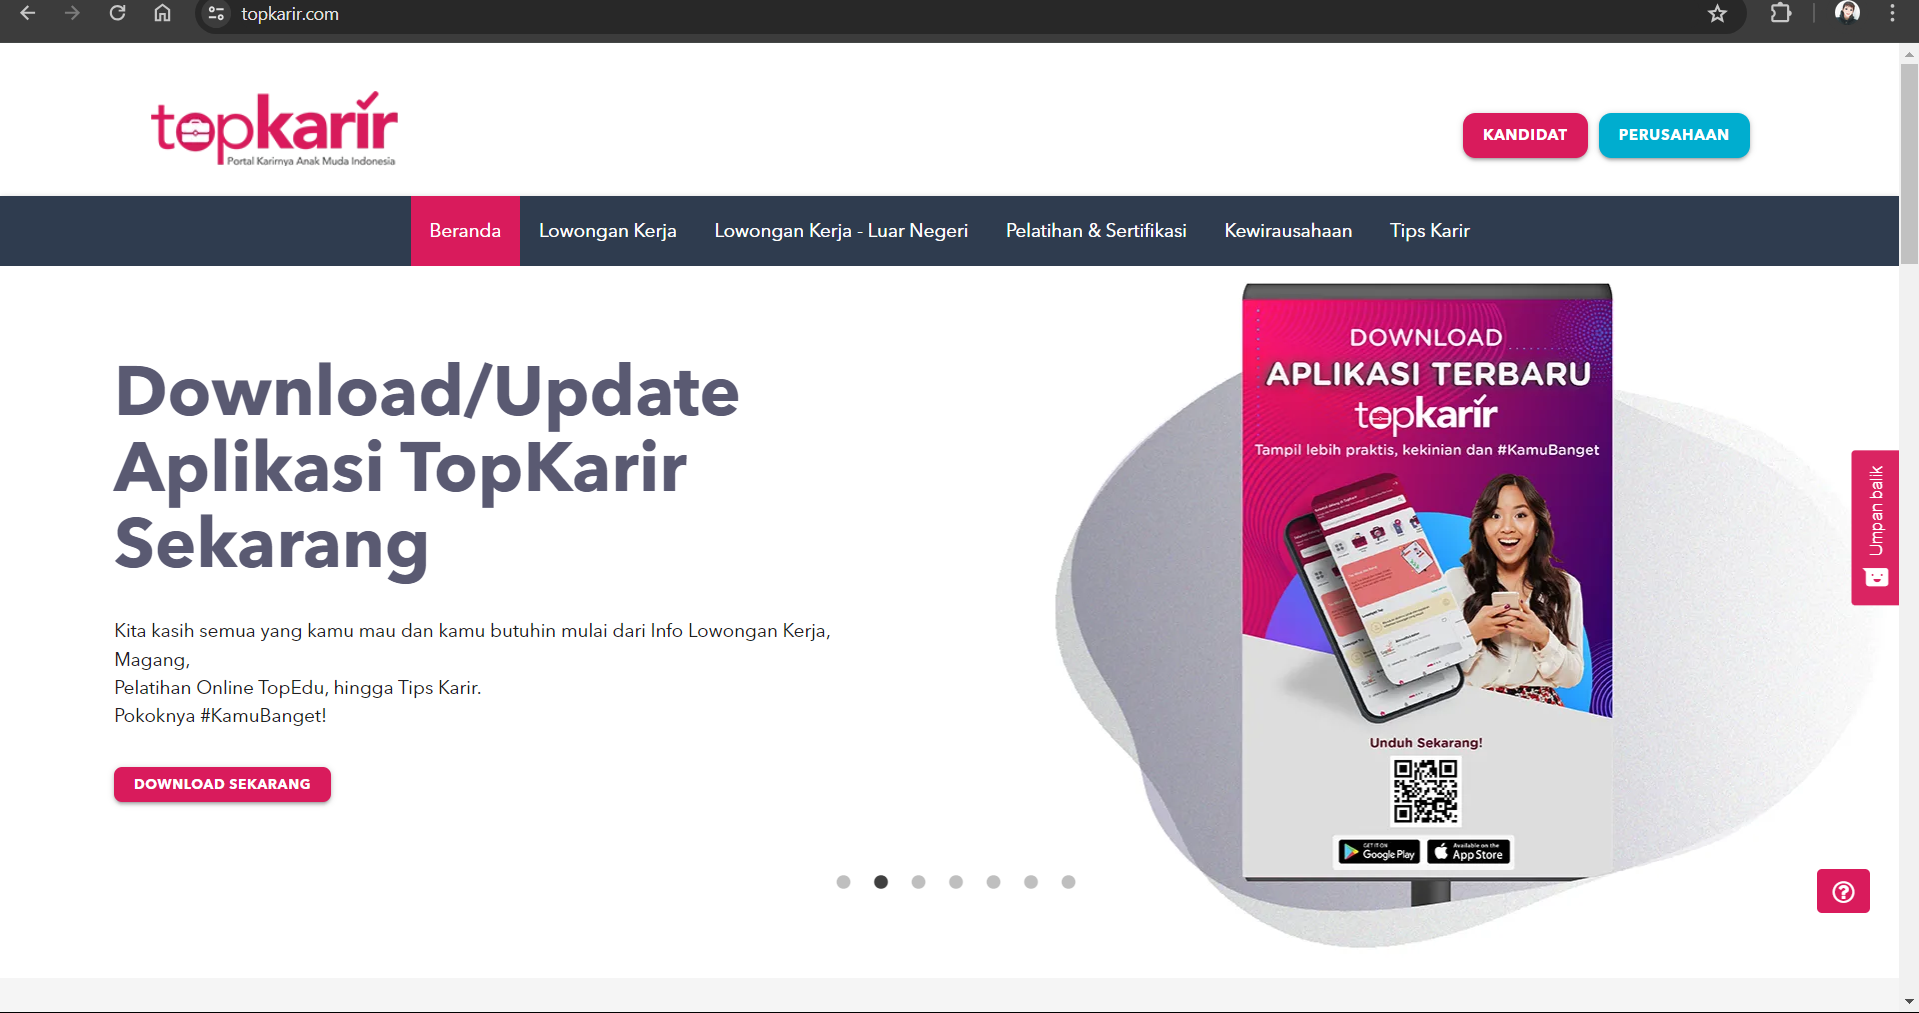 topkarir.com
topkarir
Portal Karirnya Anak Muda Indonesia
KANDIDAT
PERUSAHAAN
Beranda
Lowongan Kerja
Lowongan Kerja - Luar Negeri
Pelatihan & Sertifikasi
Kewirausahaan
Tips Karir
Download/Update
Aplikasi TopKarir
Sekarang
Kita kasih semua yang kamu mau dan kamu butuhin mulai dari Info Lowongan Kerja,
Magang,
Pelatihan Online TopEdu, hingga Tips Karir.
Pokoknya #KamuBanget!
DOWNLOAD SEKARANG
DOWNLOAD
APLIKASI TERBARU
topkarir
Tampil lebih praktis, kekinian dan #KamuBanget
Unduh Sekarang!
GET IT ON
Google Play
Available on the
App Store
Umpan balik